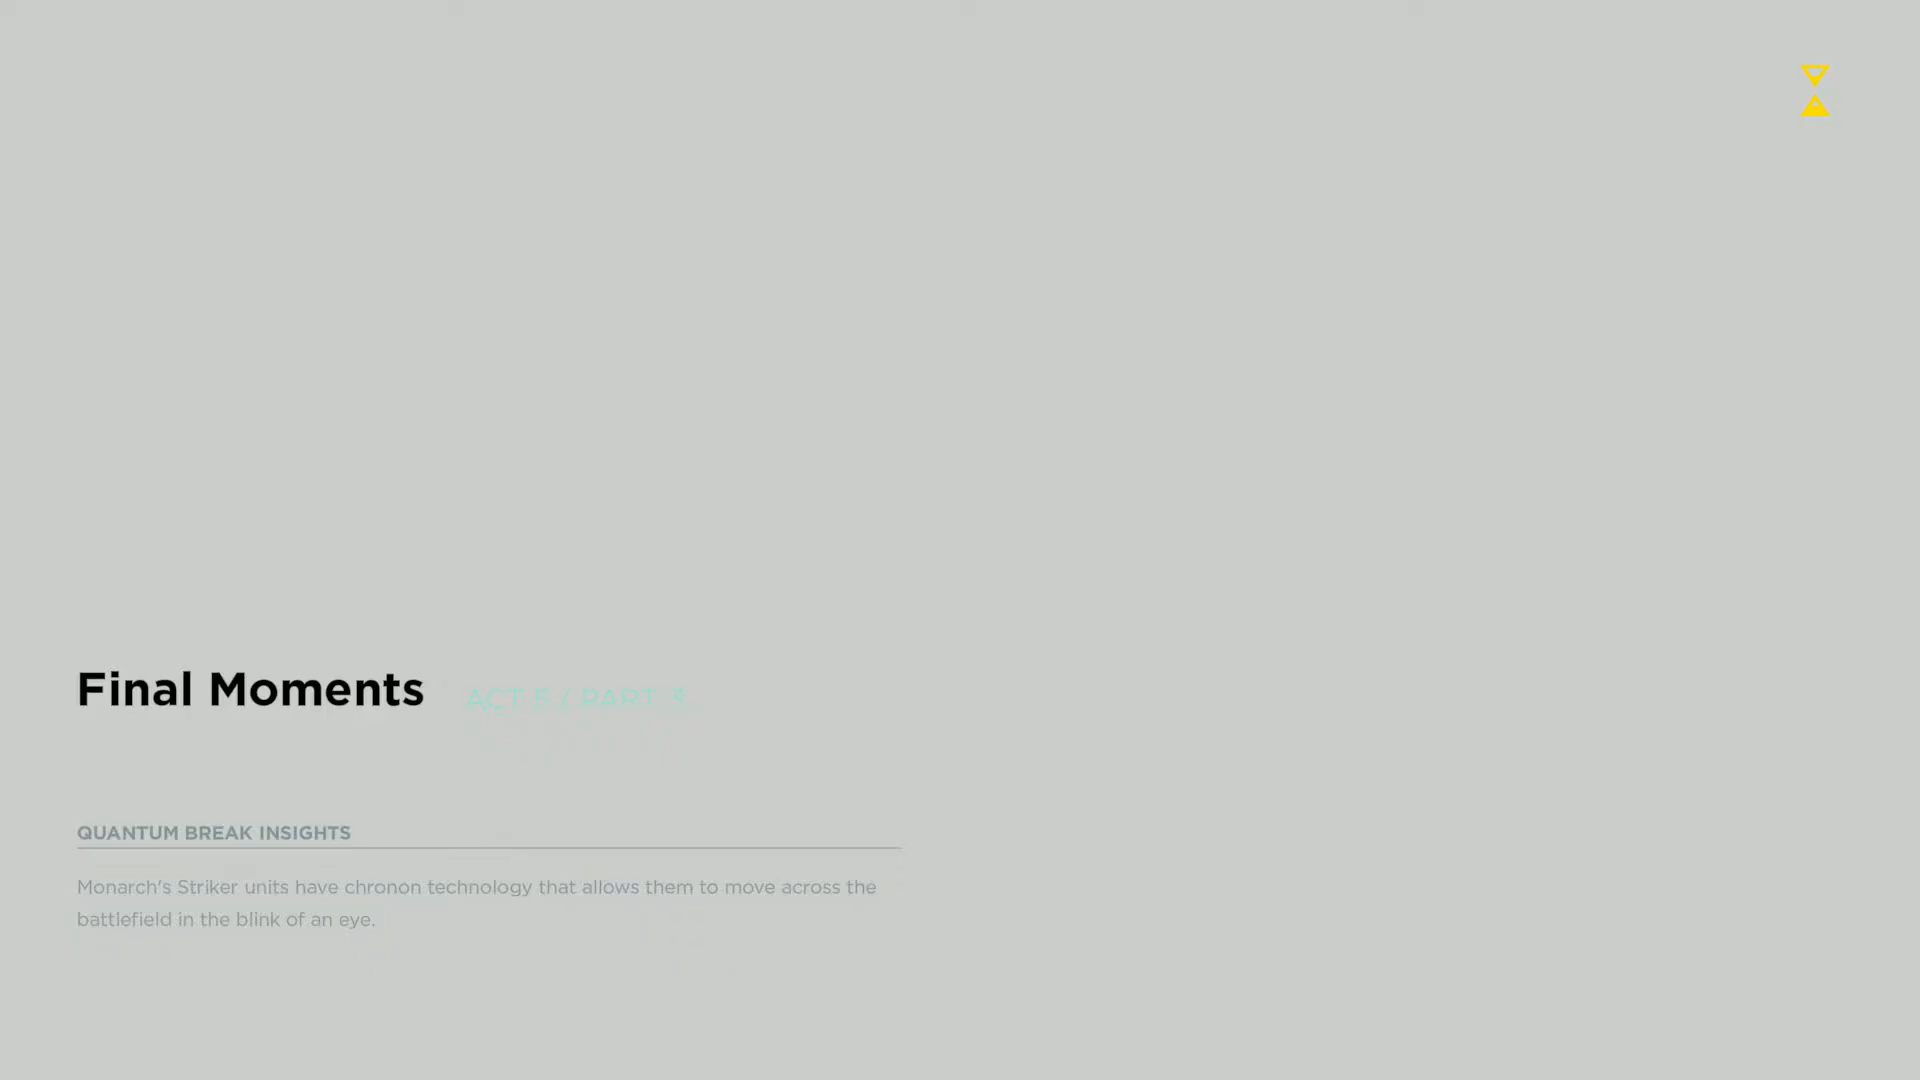 Final Moments
ACT 5 / PART 3
QUANTUM BREAK INSIGHTS
Monarch's Striker units have chronon technology that allows them to move across the
battlefield in the blink of an eye.